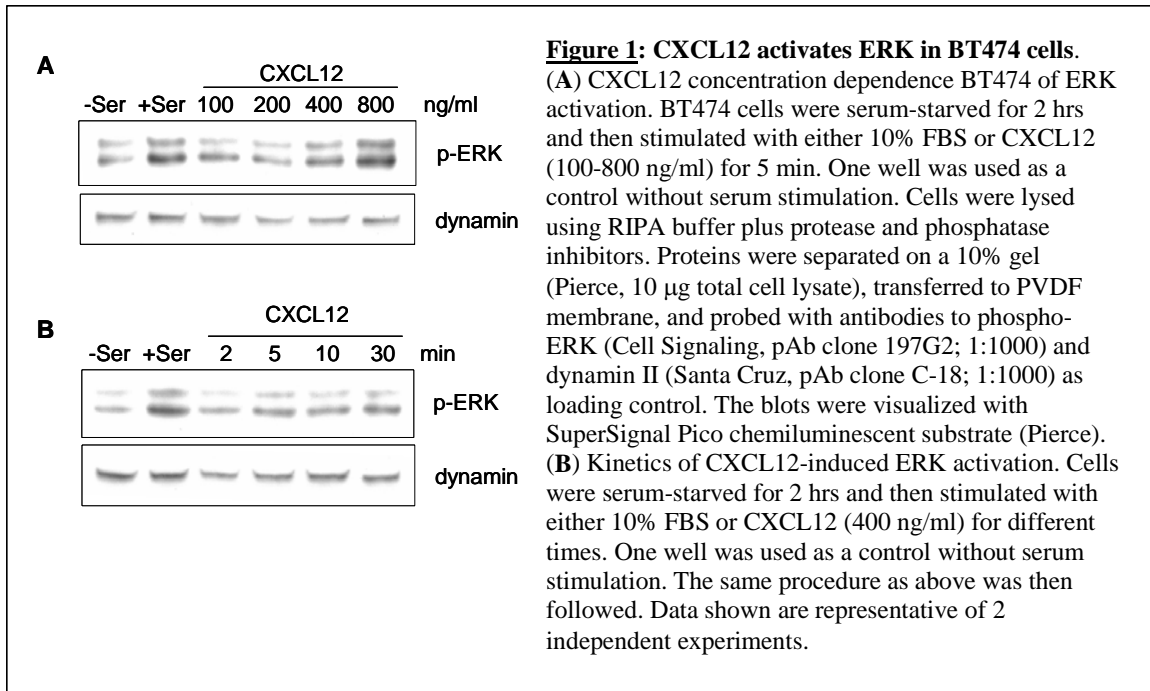 A
CXCL12
-Ser +Ser 100 200 400 800 ng/ml
p-ERK
dynamin
B
CXCL12
-Ser +Ser 2 5 10 30 min
p-ERK
dynamin
Figure 1: CXCL12 activates ERK in BT474 cells.
(A) CXCL12 concentration dependence BT474 of ERK
activation. BT474 cells were serum-starved for 2 hrs
and then stimulated with either 10% FBS or CXCL12
(100-800 ng/ml) for 5 min. One well was used as a
control without serum stimulation. Cells were lysed
using RIPA buffer plus protease and phosphatase
inhibitors. Proteins were separated on a 10% gel
(Pierce, 10 μg total cell lysate), transferred to PVDF
membrane, and probed with antibodies to phospho-
ERK (Cell Signaling, pAb clone 197G2; 1:1000) and
dynamin II (Santa Cruz, pAb clone C-18; 1:1000) as
loading control. The blots were visualized with
SuperSignal Pico chemiluminescent substrate (Pierce).
(B) Kinetics of CXCL12-induced ERK activation. Cells
were serum-starved for 2 hrs and then stimulated with
either 10% FBS or CXCL12 (400 ng/ml) for different
times. One well was used as a control without serum
stimulation. The same procedure as above was then
followed. Data shown are representative of 2
independent experiments.